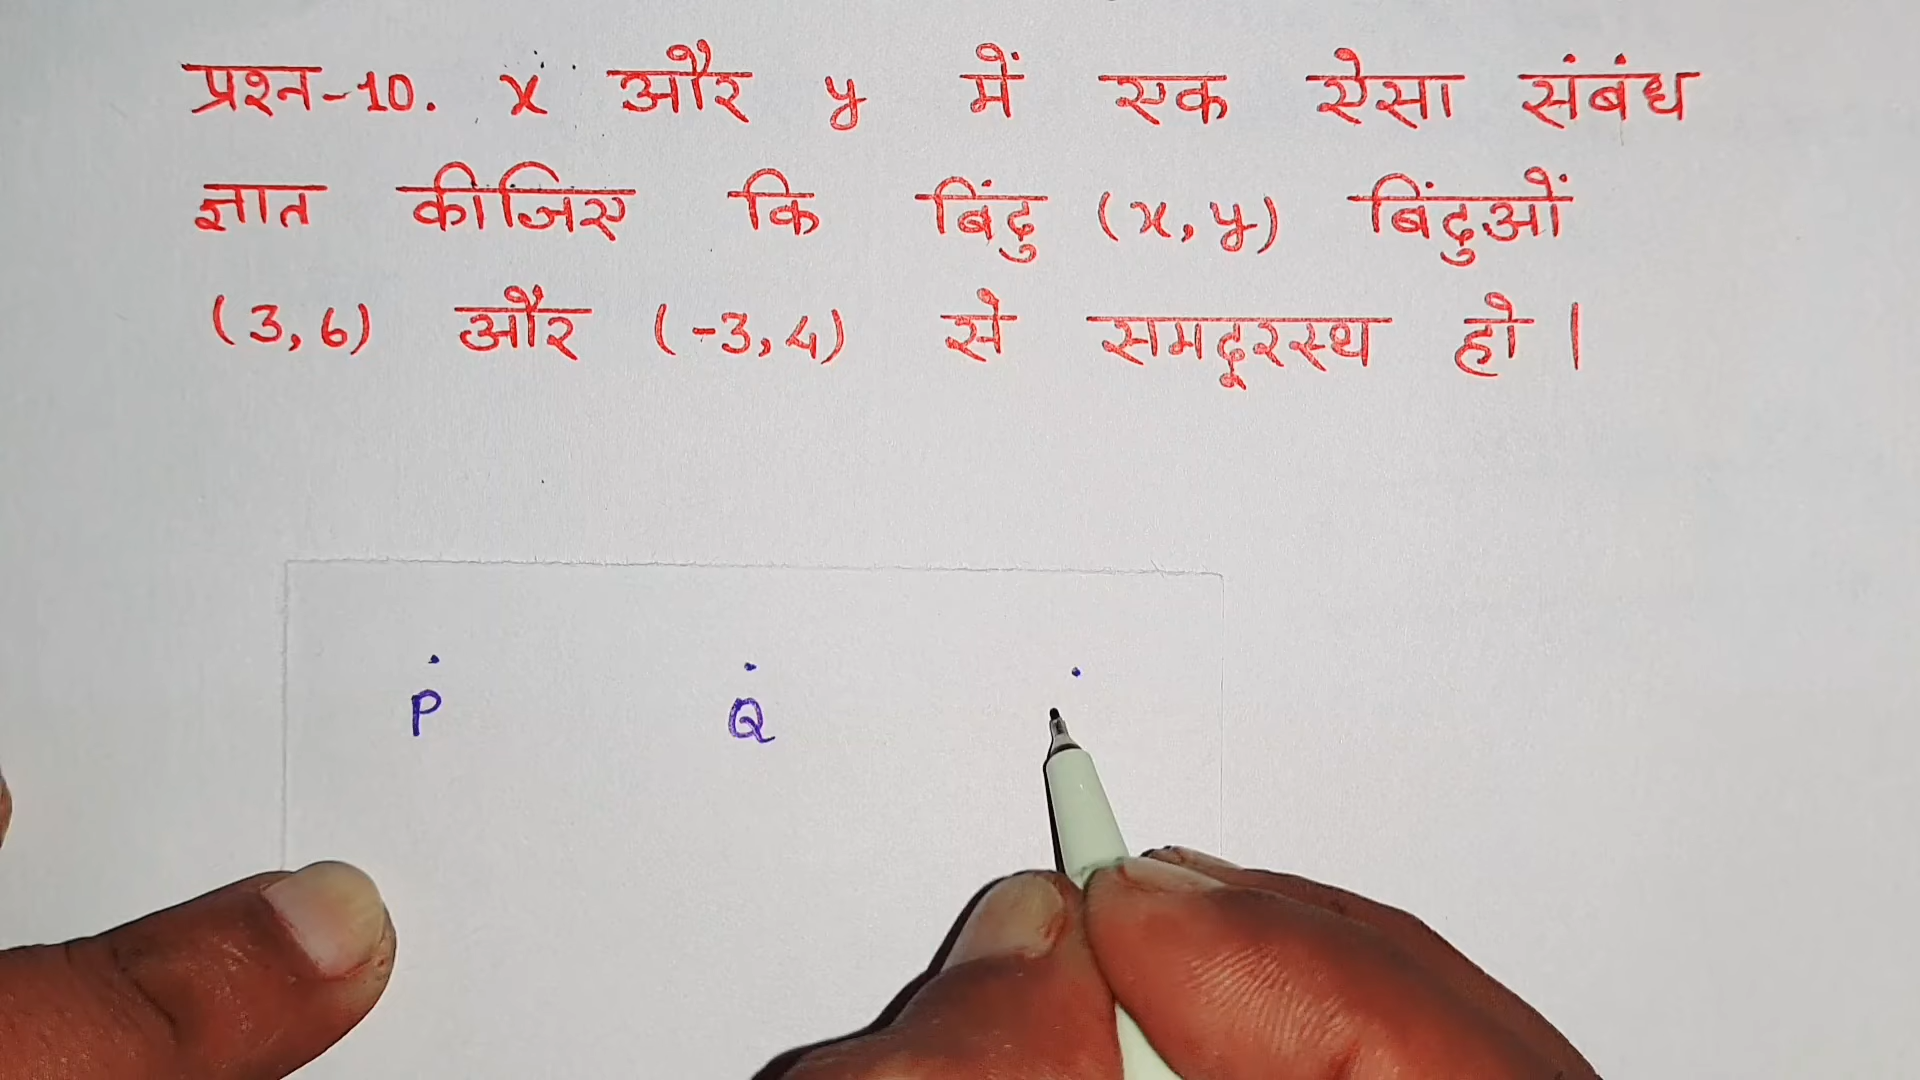 प्रश्न-10. x और y में एक ऐसा संबंध
ज्ञात कीजिए कि बिंदु (x, y) बिंदुओं
(3, 6) और (-3, 4) से समदूरस्थ हो।
P Q